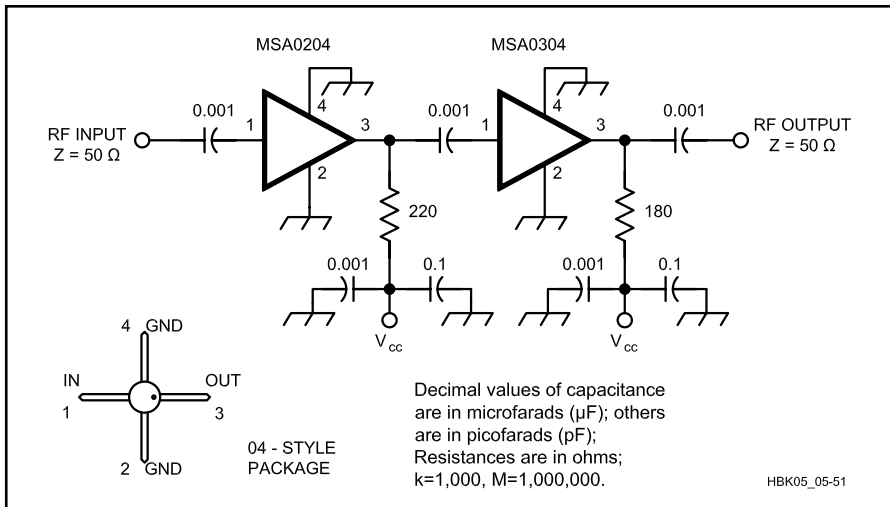 MSA0204
MSA0304
0.001
4
0.001
4
0.001
RF INPUT
Z = 50 Ω
1
3
1
3
RF OUTPUT
Z = 50 Ω
2
2
220
180
0.001
0.1
0.001
0.1
Vcc
Vcc
4 GND
IN
OUT
1
3
2 GND
04 - STYLE
PACKAGE
Decimal values of capacitance
are in microfarads (µF); others
are in picofarads (pF);
Resistances are in ohms;
k=1,000, M=1,000,000.
HBK05_05-51